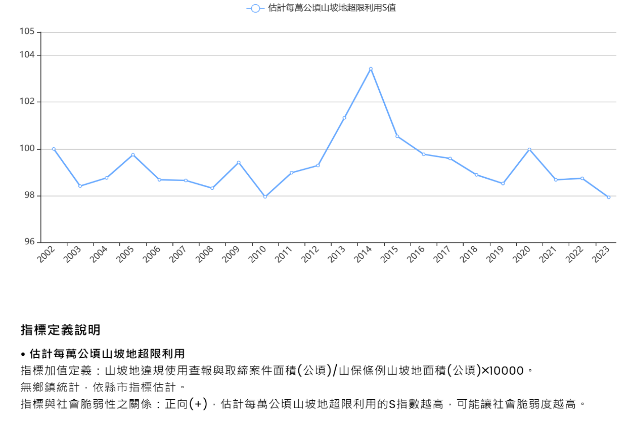 估計每萬公頃山坡地超限利用S值
105
104
102
100
98
96
2002 2003 2004 2005 2006 2007 2008 2009 2010 2011 2012 2013 2014 2015 2016 2017 2018 2019 2020 2021 2022 2023
指標定義說明
• 估計每萬公頃山坡地超限利用
指標加值定義：山坡地違規使用查報與取締案件面積(公頃)/山保條例山坡地面積(公頃)×10000。
無鄉鎮統計，依縣市指標估計。
指標與社會脆弱性之關係：正向(+)，估計每萬公頃山坡地超限利用的S指數越高，可能讓社會脆弱度越高。